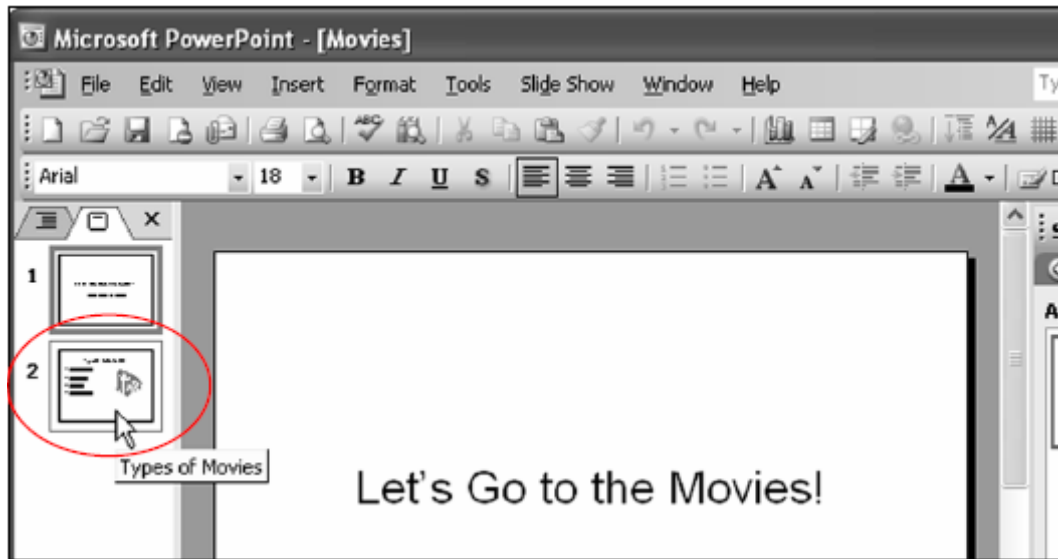 Microsoft PowerPoint - [Movies]
File Edit View Insert Format Tools Slide Show Window Help Ty
Arial 18 B I U S A A A
1
2
Types of Movies
Let's Go to the Movies!
A